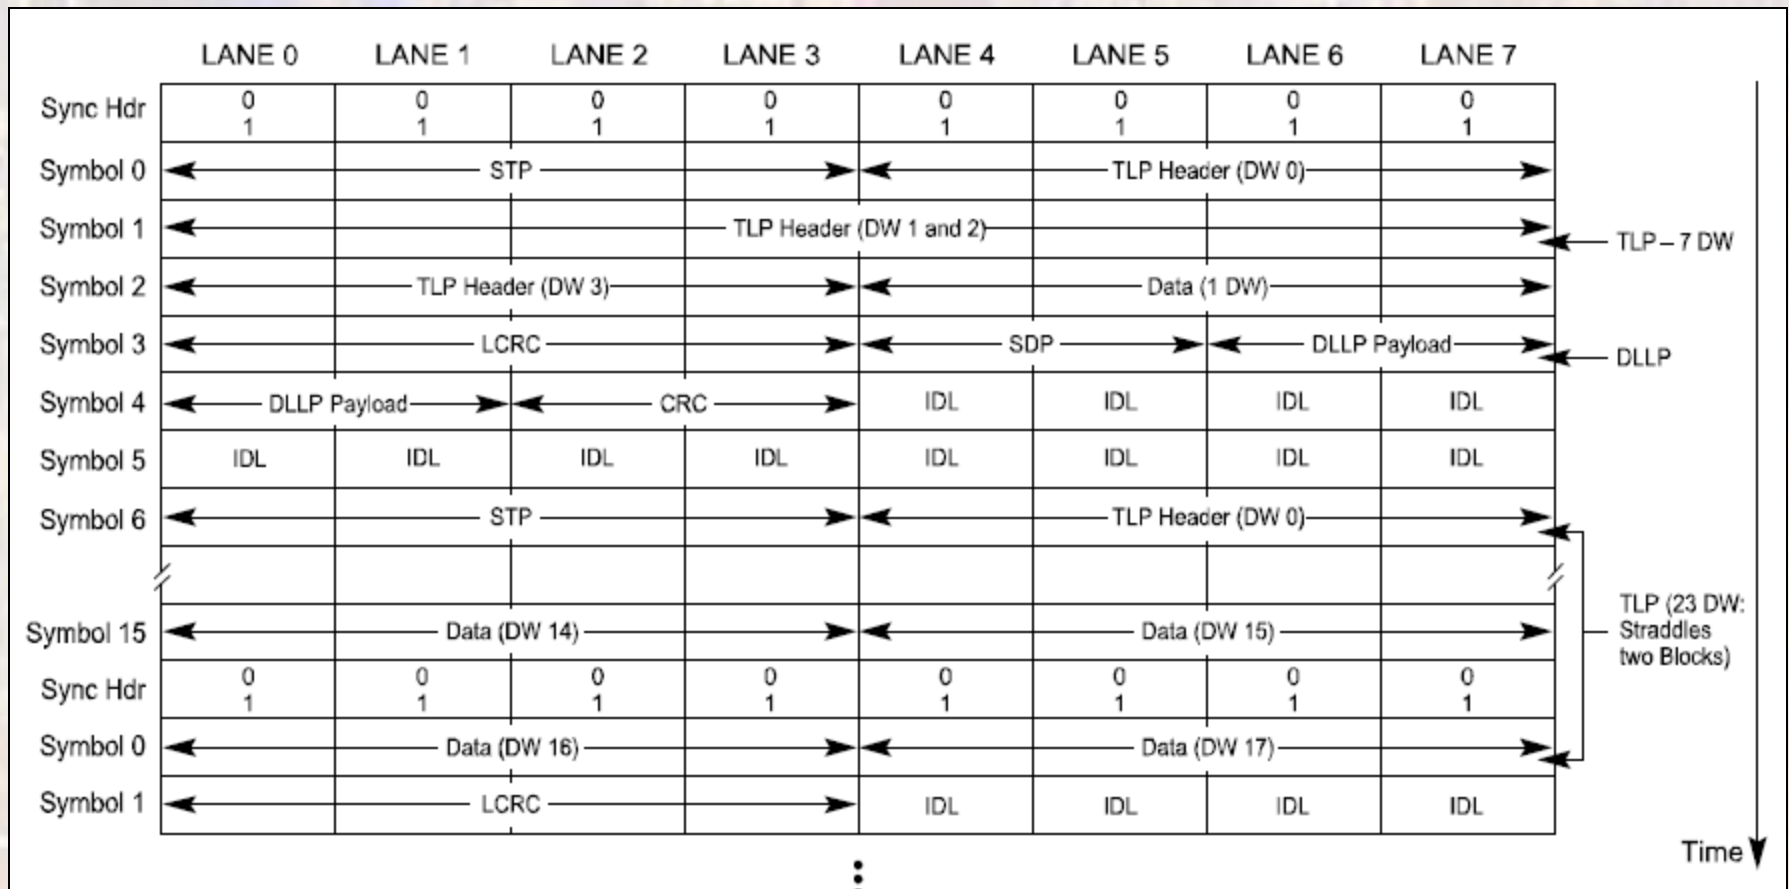 LANE 0 LANE 1 LANE 2 LANE 3 LANE 4 LANE 5 LANE 6 LANE 7
Sync Hdr 0 0 0 0 0 0 0 0
1 1 1 1 1 1 1 1
Symbol 0 STP TLP Header (DW 0)
Symbol 1 TLP Header (DW 1 and 2)
TLP – 7 DW
Symbol 2 TLP Header (DW 3) Data (1 DW)
Symbol 3 LCRC SDP DLLP Payload
DLLP
Symbol 4 DLLP Payload CRC IDL IDL IDL IDL
Symbol 5 IDL IDL IDL IDL IDL IDL IDL IDL
Symbol 6 STP TLP Header (DW 0)
TLP (23 DW:
Straddles
two Blocks)
Symbol 15 Data (DW 14) Data (DW 15)
Sync Hdr 0 0 0 0 0 0 0 0
1 1 1 1 1 1 1 1
Symbol 0 Data (DW 16) Data (DW 17)
Symbol 1 LCRC IDL IDL IDL IDL
Time